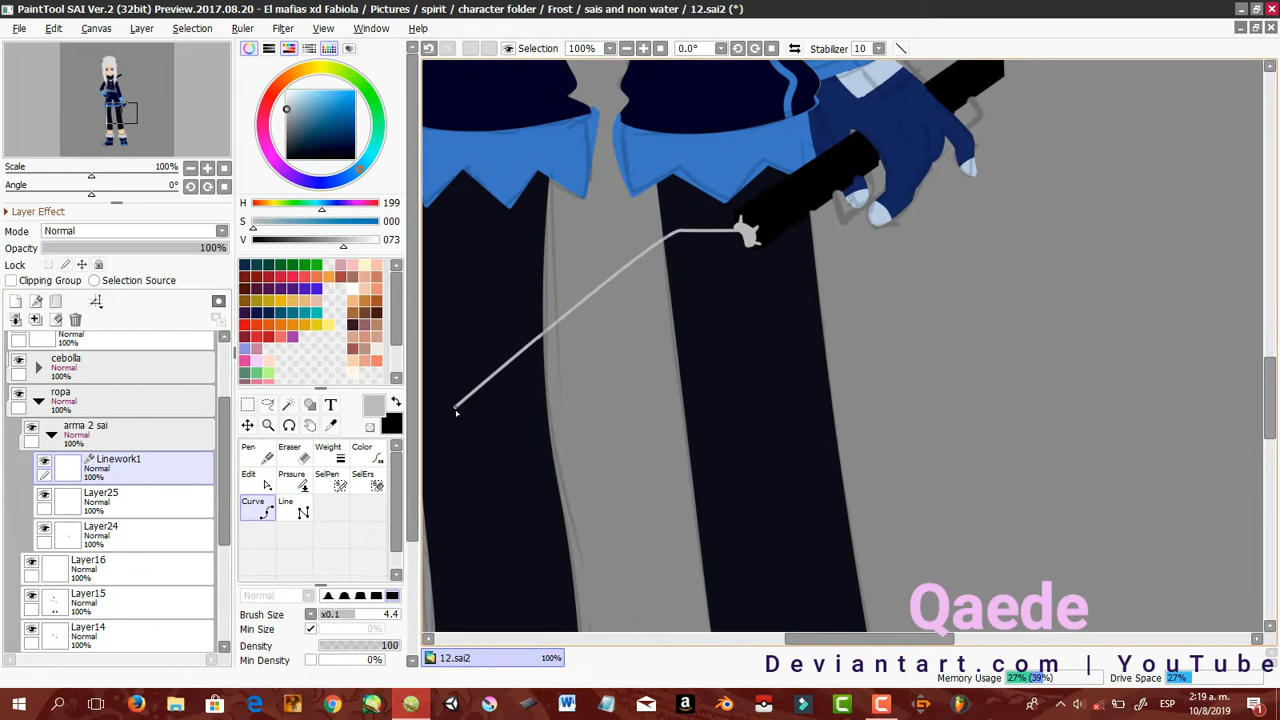 PaintTool SAI Ver.2 (32bit) Preview.2017.08.20 - El mafias xd Fabiola / Pictures / spirit / character folder / Frost / sais and non water / 12.sai2 (*)
File Edit Canvas Layer Selection Ruler Filter View Window Help
Selection 100% 0.0° Stabilizer 10
Scale 100%
Angle 0°
Layer Effect
Mode Normal
Opacity 100%
Lock
Clipping Group Selection Source
100%
cebolla
Normal
100%
ropa
Normal
100%
arma 2 sai
Normal
100%
Linework1
Normal
100%
Layer25
Normal
100%
Layer24
Normal
100%
Layer16
Normal
100%
Layer15
Normal
100%
Layer14
Normal
100%
H 199
S 000
V 073
T
Pen Eraser Weight Color
Edit Prssure SelPen SelErs
Curve Line
Normal
Brush Size x0.1 4.4
Min Size 0%
Density 100
Min Density 0%
12.sai2 100%
Qaede
Deviantart.com | YouTube
Memory Usage 27% (39%) Drive Space 27%
ESP
2:19 a. m.
10/8/2019